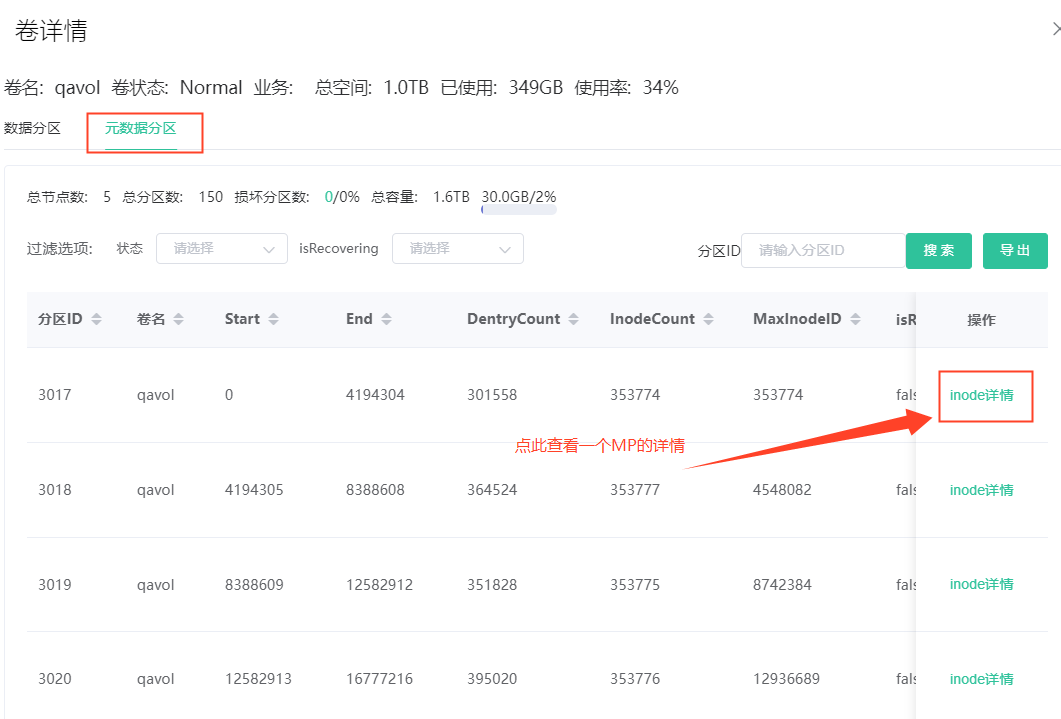 卷详情
卷名: qavol 卷状态: Normal 业务: 总空间: 1.0TB 已使用: 349GB 使用率: 34%
数据分区 元数据分区
总节点数: 5 总分区数: 150 损坏分区数: 0/0% 总容量: 1.6TB 30.0GB/2%
过滤选项: 状态 请选择 isRecovering 请选择 分区ID 请输入分区ID 搜 索 导 出
分区ID 卷名 Start End DentryCount InodeCount MaxInodeID isR 操作
3017 qavol 0 4194304 301558 353774 353774 fals inode详情
点此查看一个MP的详情
3018 qavol 4194305 8388608 364524 353777 4548082 fals inode详情
3019 qavol 8388609 12582912 351828 353775 8742384 fals inode详情
3020 qavol 12582913 16777216 395020 353776 12936689 fals inode详情